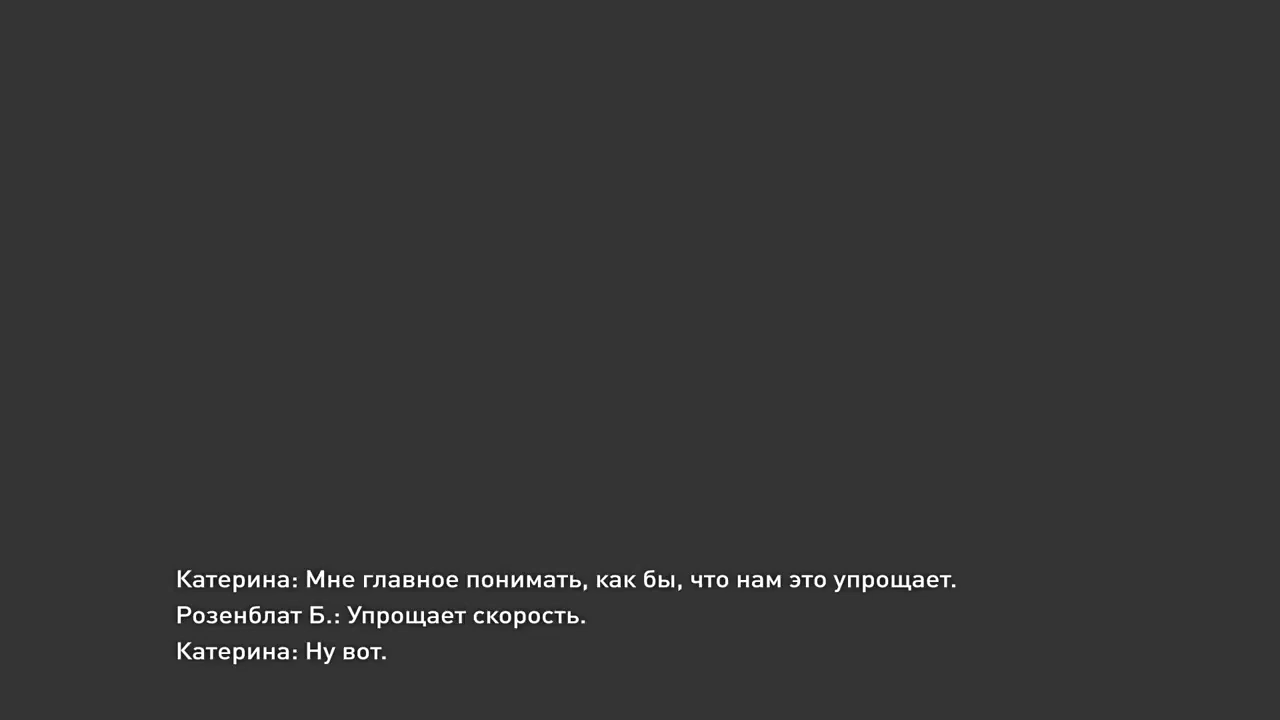 Катерина: Мне главное понимать, как бы, что нам это упрощает.
Розенблат Б.: Упрощает скорость.
Катерина: Ну вот.